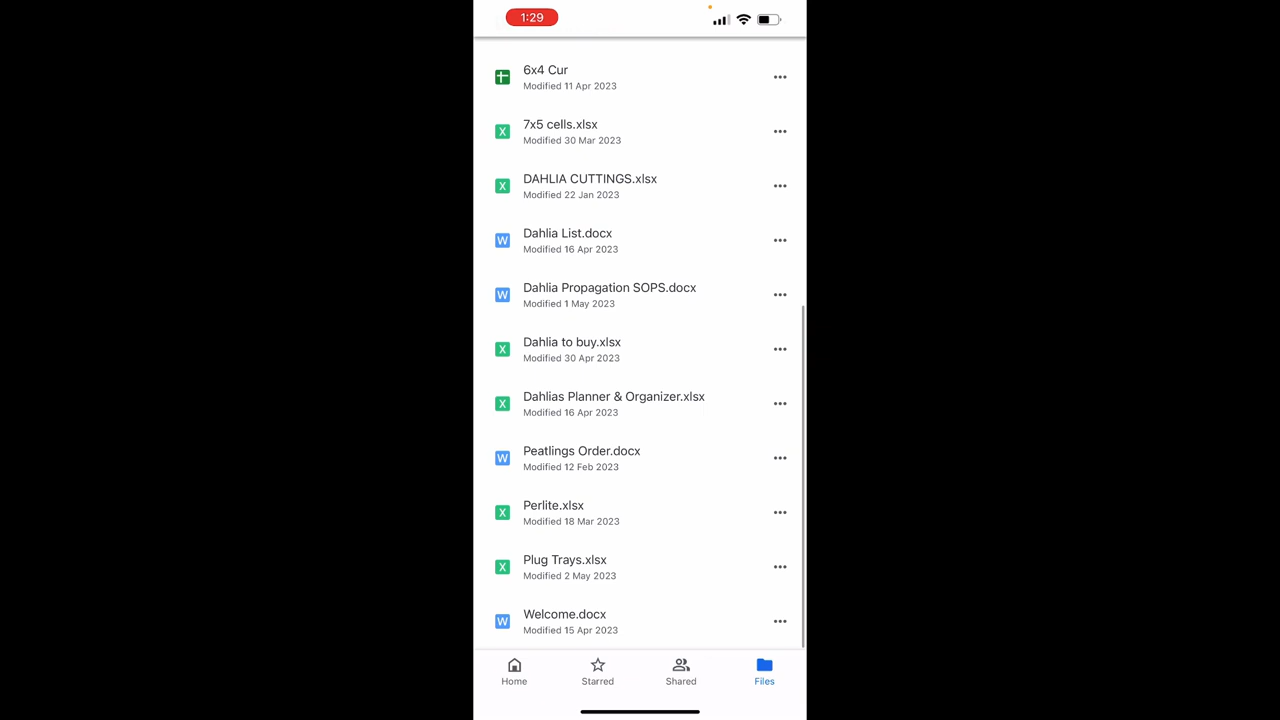 1:29
6x4 Cur
Modified 11 Apr 2023
7x5 cells.xlsx
Modified 30 Mar 2023
DAHLIA CUTTINGS.xlsx
Modified 22 Jan 2023
Dahlia List.docx
Modified 16 Apr 2023
Dahlia Propagation SOPS.docx
Modified 1 May 2023
Dahlia to buy.xlsx
Modified 30 Apr 2023
Dahlias Planner & Organizer.xlsx
Modified 16 Apr 2023
Peatlings Order.docx
Modified 12 Feb 2023
Perlite.xlsx
Modified 18 Mar 2023
Plug Trays.xlsx
Modified 2 May 2023
Welcome.docx
Modified 15 Apr 2023
Home Starred Shared Files